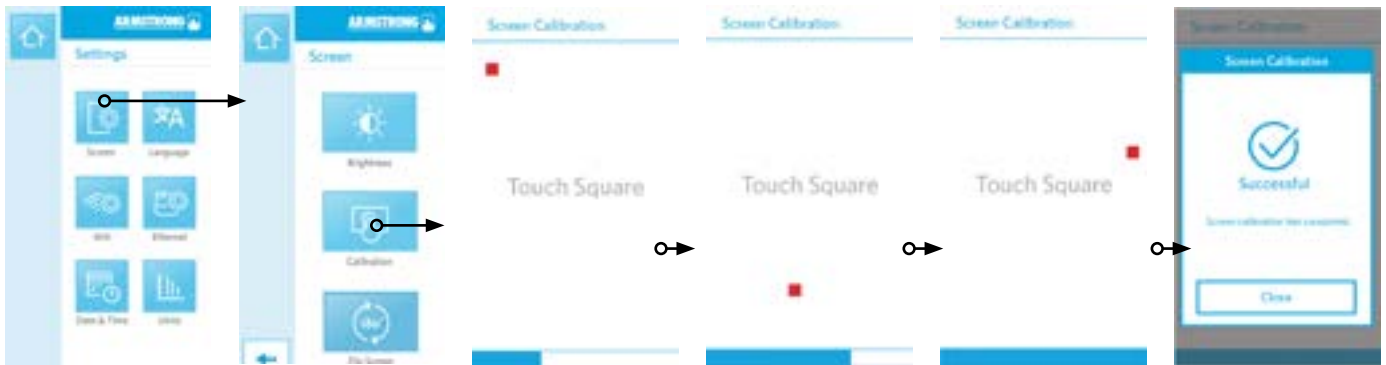 ARMSTRONG
Settings
Screen
Language
Wifi
Ethernet
Date & Time
Units
ARMSTRONG
Screen
Brightness
Calibration
180°
Flip Screen
Screen Calibration
Touch Square
Screen Calibration
Touch Square
Screen Calibration
Touch Square
Screen Calibration
Screen Calibration
Successful
Screen calibration has completed.
Close